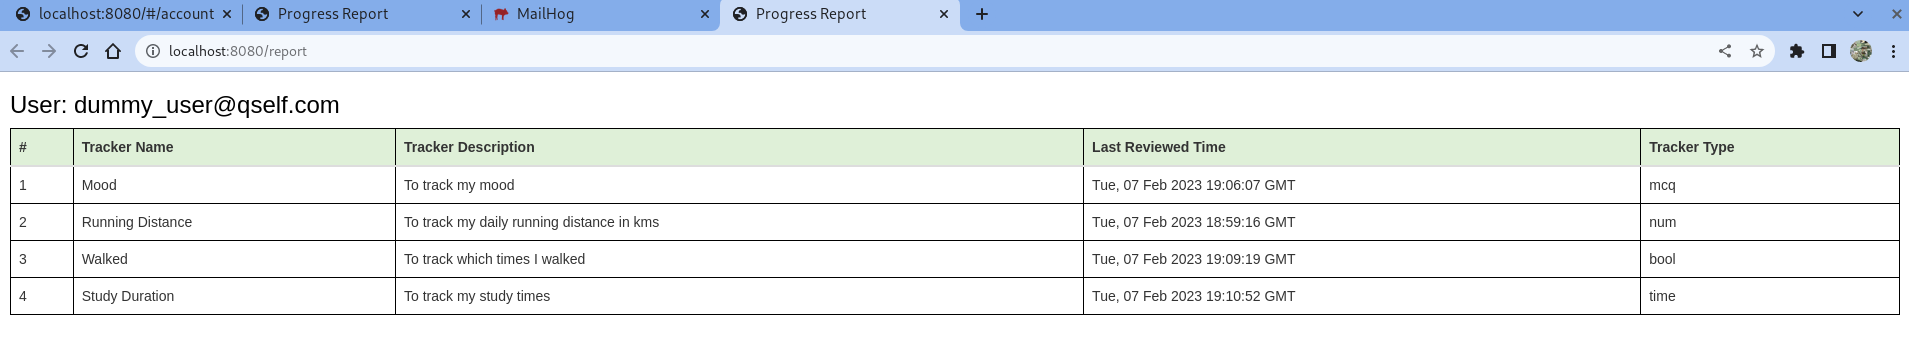 localhost:8080/#/account Progress Report MailHog Progress Report
localhost:8080/report
User: dummy_user@qself.com
# Tracker Name Tracker Description Last Reviewed Time Tracker Type
1 Mood To track my mood Tue, 07 Feb 2023 19:06:07 GMT mcq
2 Running Distance To track my daily running distance in kms Tue, 07 Feb 2023 18:59:16 GMT num
3 Walked To track which times I walked Tue, 07 Feb 2023 19:09:19 GMT bool
4 Study Duration To track my study times Tue, 07 Feb 2023 19:10:52 GMT time